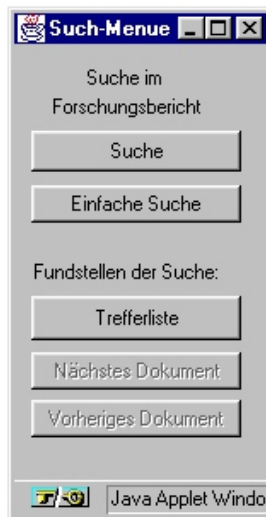 Such-Menue
Suche im
Forschungsbericht
Suche
Einfache Suche
Fundstellen der Suche:
Trefferliste
Nächstes Dokument
Vorheriges Dokument
Java Applet Windo